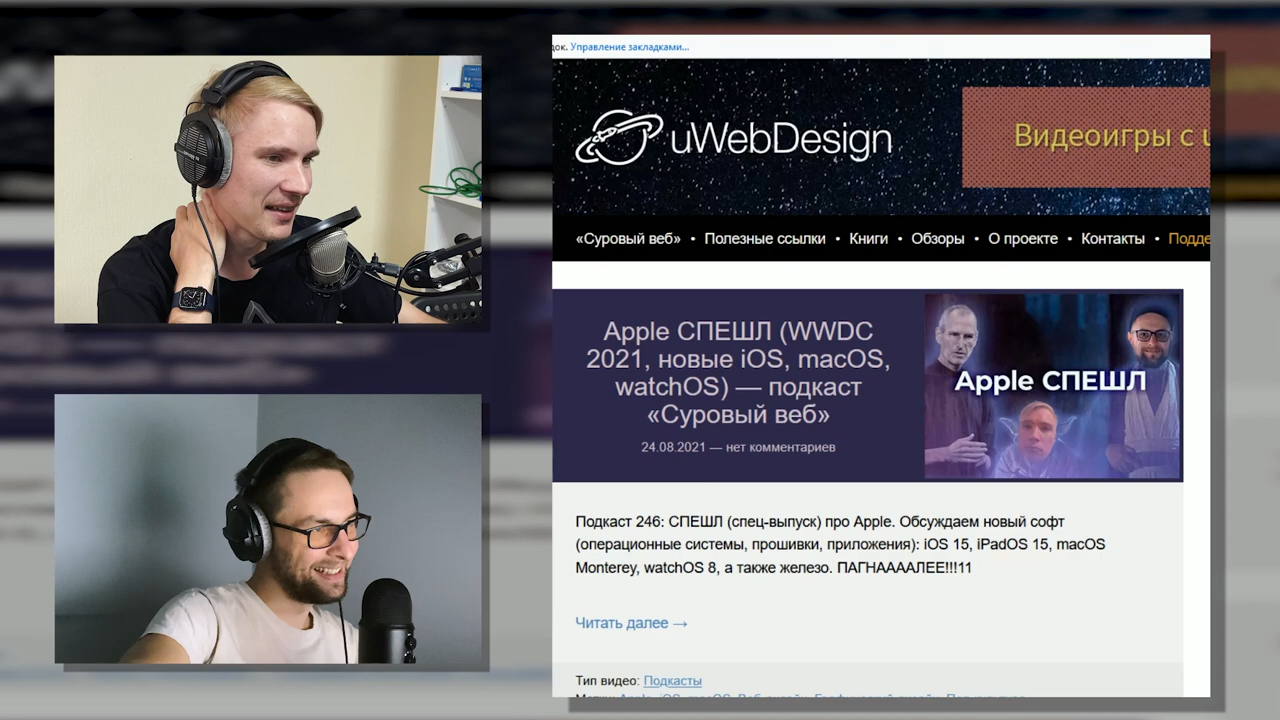 док. Управление закладками...
uWebDesign
Видеоигры с u
«Суровый веб» • Полезные ссылки • Книги • Обзоры • О проекте • Контакты • Подде
Apple СПЕШЛ (WWDC
2021, новые iOS, macOS,
watchOS) — подкаст
«Суровый веб»
24.08.2021 — нет комментариев
Apple СПЕШЛ
Подкаст 246: СПЕШЛ (спец-выпуск) про Apple. Обсуждаем новый софт
(операционные системы, прошивки, приложения): iOS 15, iPadOS 15, macOS
Monterey, watchOS 8, а также железо. ПАГНААААЛЕЕ!!!11
Читать далее →
Тип видео: Подкасты